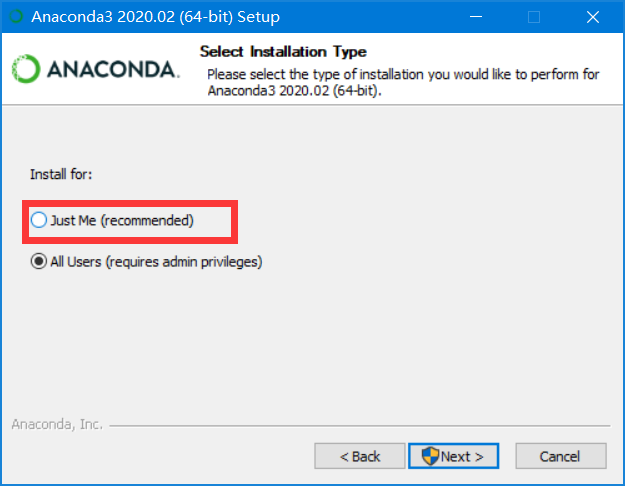 Anaconda3 2020.02 (64-bit) Setup
Select Installation Type
ANACONDA.
Please select the type of installation you would like to perform for
Anaconda3 2020.02 (64-bit).
Install for:
Just Me (recommended)
All Users (requires admin privileges)
Anaconda, Inc.
< Back
Next >
Cancel